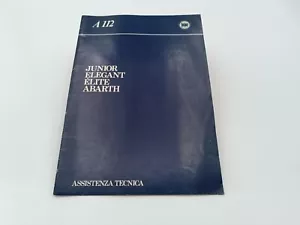 A 112
JUNIOR
ELEGANT
ELITE
ABARTH
ASSISTENZA TECNICA